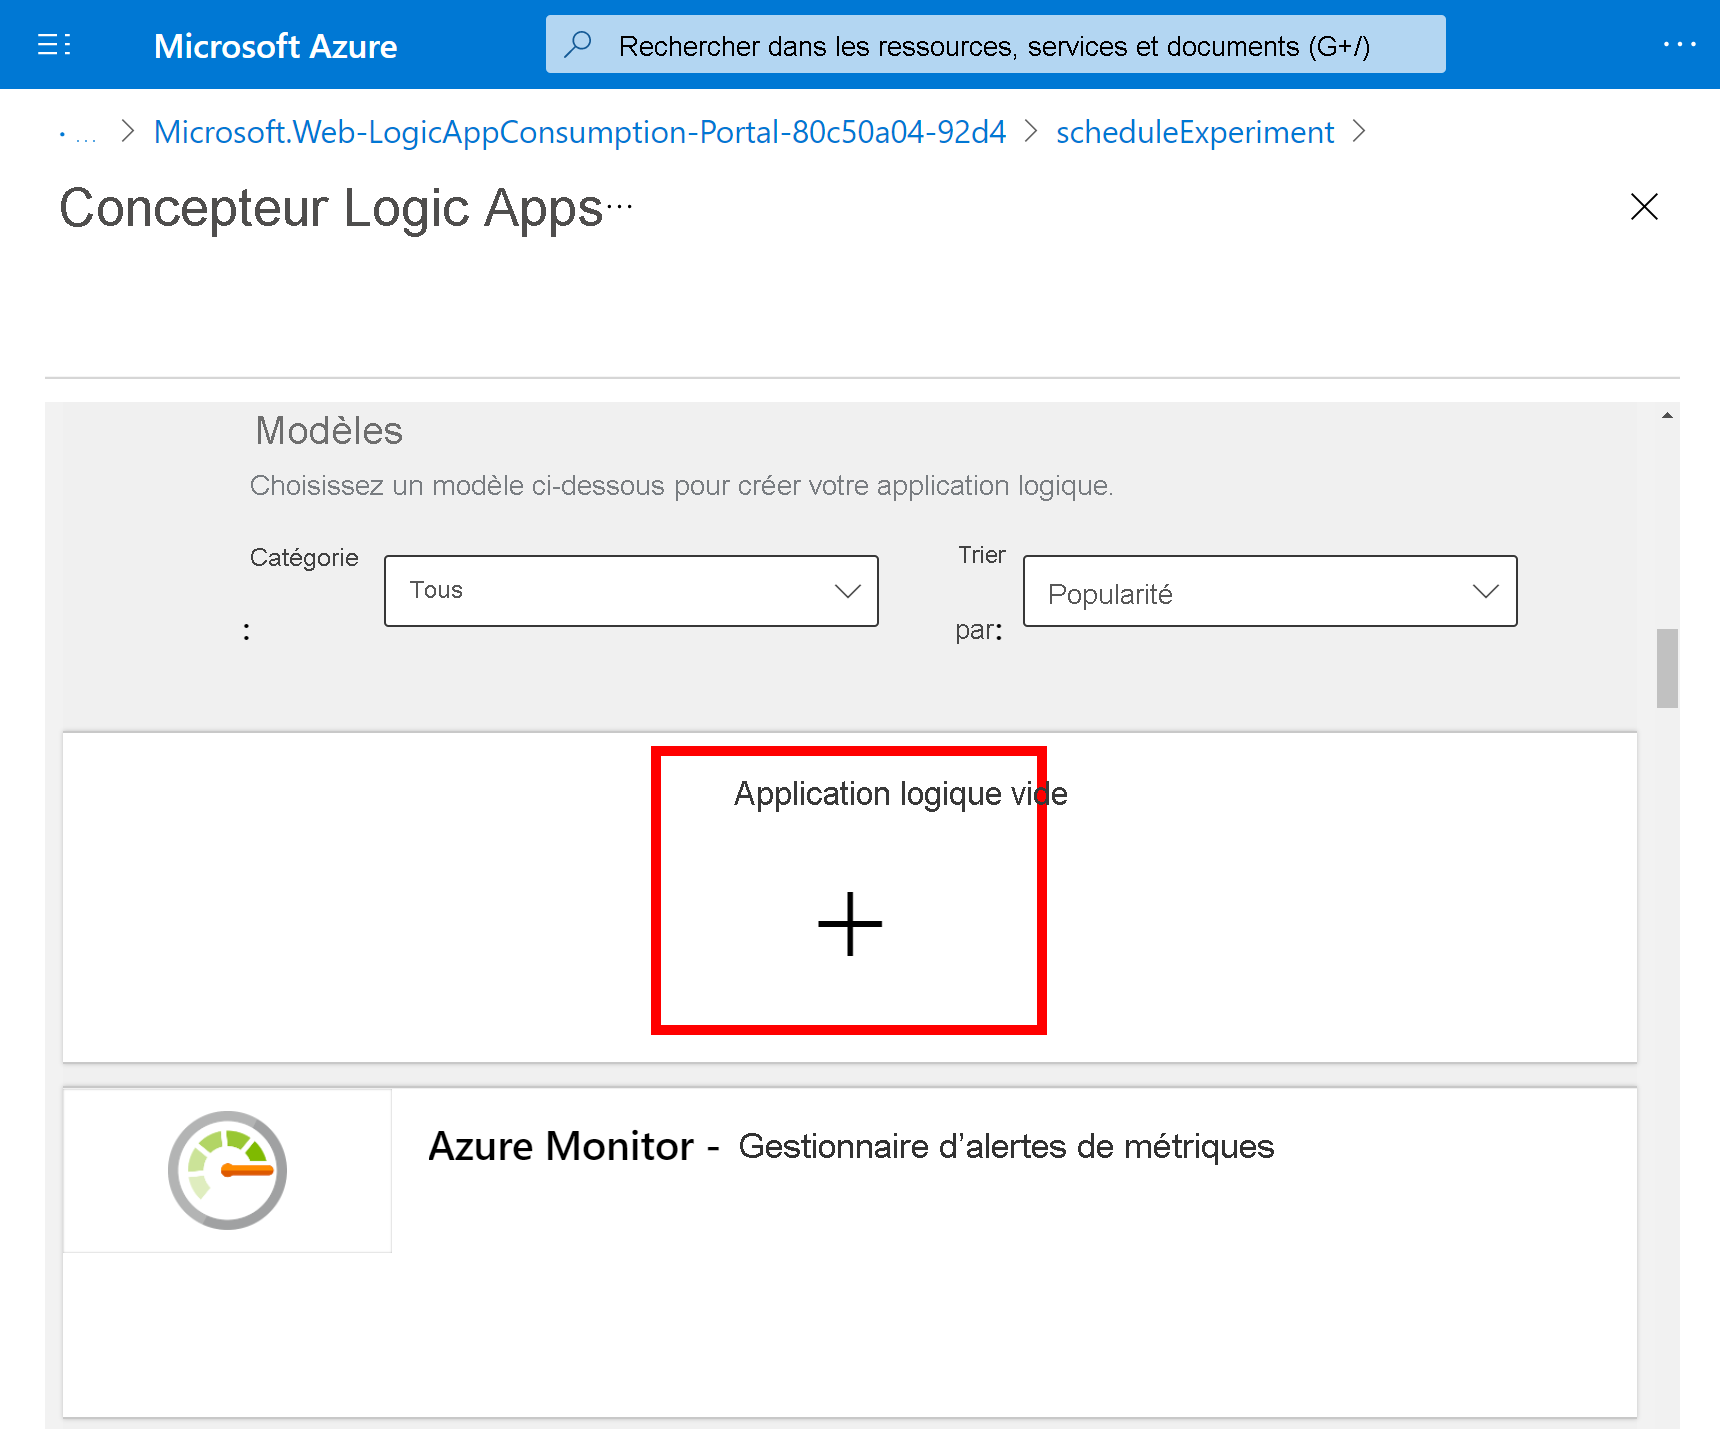 Microsoft Azure
Rechercher dans les ressources, services et documents (G+/)
...
... > Microsoft.Web-LogicAppConsumption-Portal-80c50a04-92d4 > scheduleExperiment >
Concepteur Logic Apps...
Modèles
Choisissez un modèle ci-dessous pour créer votre application logique.
Catégorie :
Tous
Trier par:
Popularité
Application logique vide
Azure Monitor - Gestionnaire d’alertes de métriques